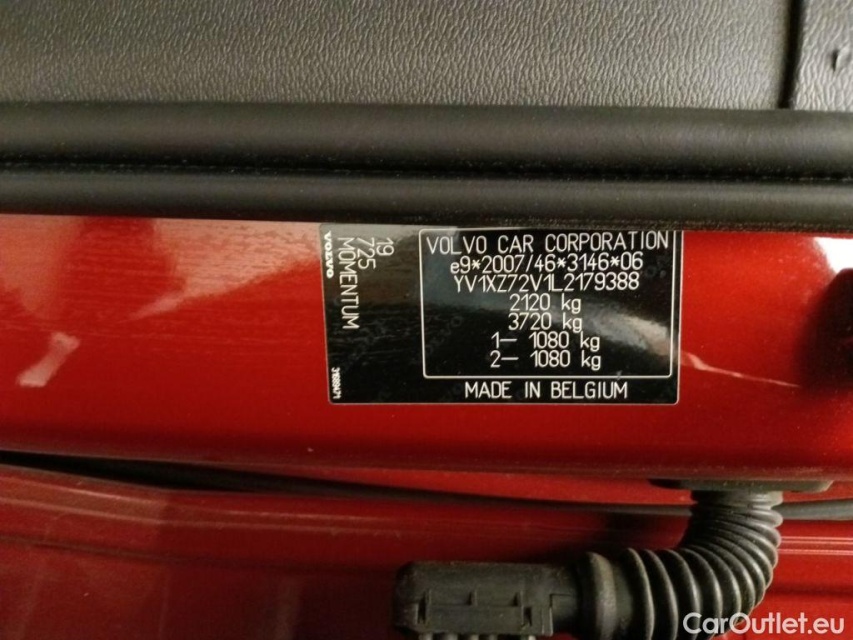 VOLVO CAR CORPORATION
e9*2007/46*3146*06
YV1XZ72V1L2179388
2120 kg
3720 kg
1– 1080 kg
2– 1080 kg
MADE IN BELGIUM
19
725
MOMENTUM
VOLVO
CarOutlet.eu